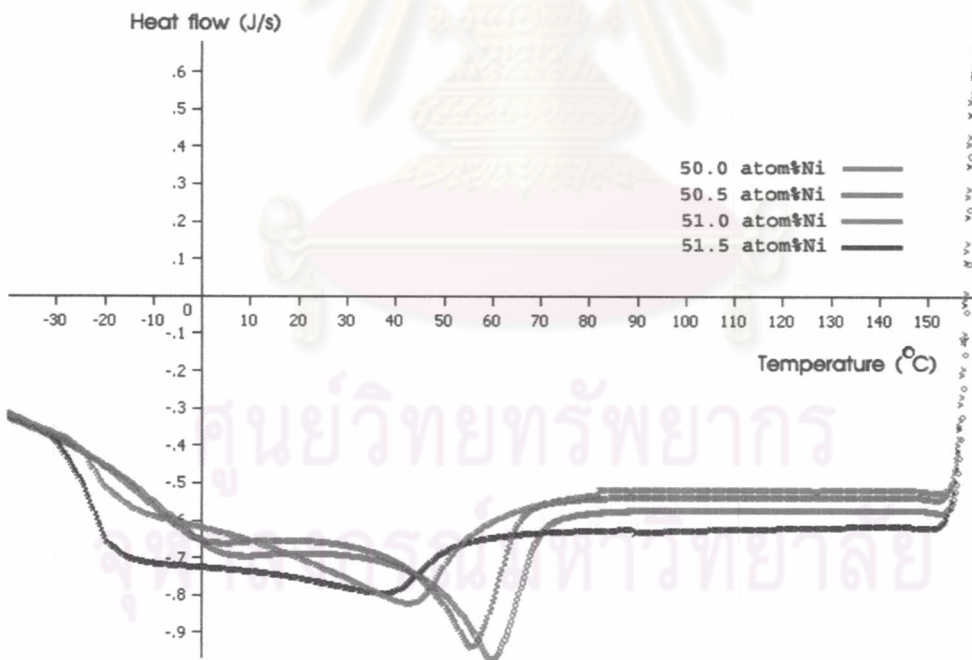 Heat flow (J/s)
.6
.5
.4
.3
.2
.1
50.0 atom%Ni
50.5 atom%Ni
51.0 atom%Ni
51.5 atom%Ni
-30 -20 -10 0 10 20 30 40 50 60 70 80 90 100 110 120 130 140 150
Temperature (°C)
-.1
-.2
-.3
-.4
-.5
-.6
-.7
-.8
-.9
ศูนย์วิทยทรัพยากร
จุฬาลงกรณ์มหาวิทยาลัย